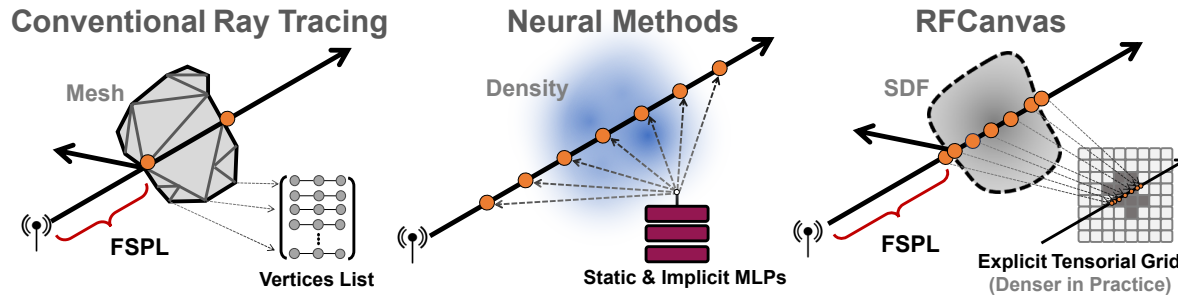 Conventional Ray Tracing
Mesh
FSPL
Vertices List
Neural Methods
Density
Static & Implicit MLPs
RFCanvas
SDF
FSPL
Explicit Tensorial Grid
(Denser in Practice)